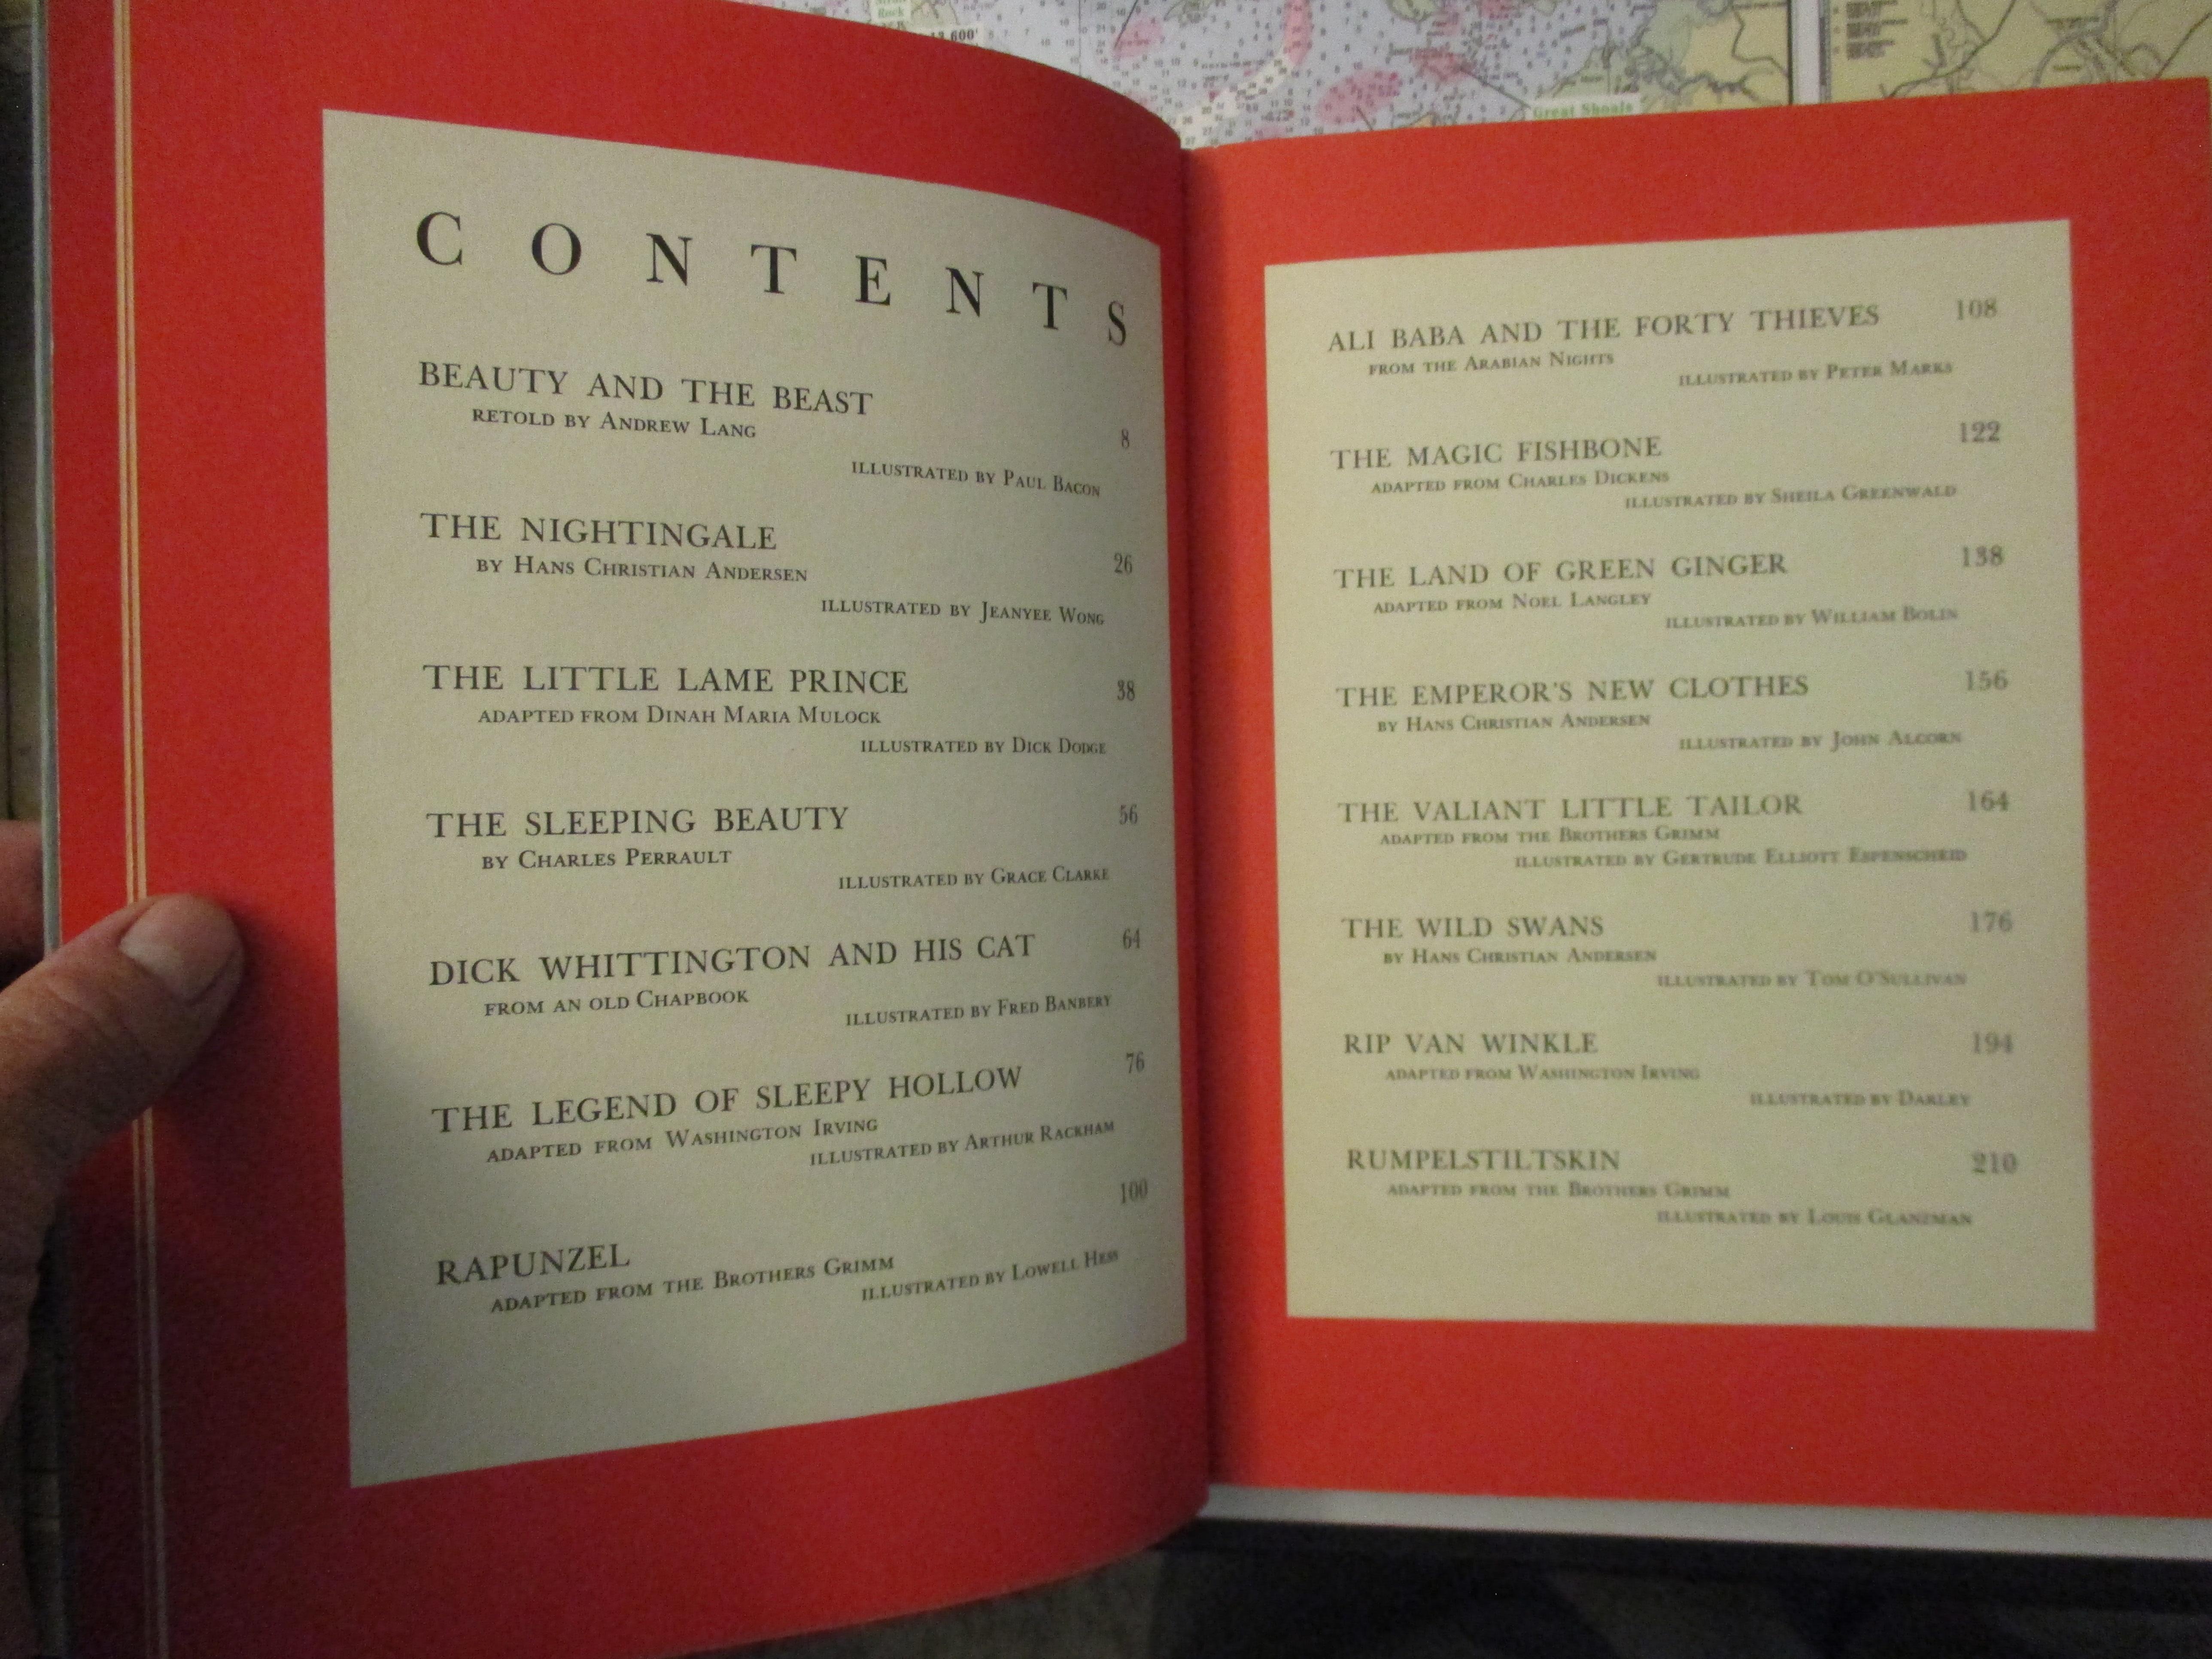 Rock
13 600'
Great Shoals
CONTENTS
BEAUTY AND THE BEAST
RETOLD BY ANDREW LANG
8
ILLUSTRATED BY PAUL BACON
THE NIGHTINGALE
BY HANS CHRISTIAN ANDERSEN
26
ILLUSTRATED BY JEANYEE WONG
THE LITTLE LAME PRINCE 38
ADAPTED FROM DINAH MARIA MULOCK
ILLUSTRATED BY DICK DODGE
THE SLEEPING BEAUTY 56
BY CHARLES PERRAULT
ILLUSTRATED BY GRACE CLARKE
DICK WHITTINGTON AND HIS CAT 64
FROM AN OLD CHAPBOOK
ILLUSTRATED BY FRED BANBERY
THE LEGEND OF SLEEPY HOLLOW 76
ADAPTED FROM WASHINGTON IRVING
ILLUSTRATED BY ARTHUR RACKHAM
RAPUNZEL 100
ADAPTED FROM THE BROTHERS GRIMM
ILLUSTRATED BY LOWELL HESS
ALI BABA AND THE FORTY THIEVES 108
FROM THE ARABIAN NIGHTS
ILLUSTRATED BY PETER MARKS
THE MAGIC FISHBONE 122
ADAPTED FROM CHARLES DICKENS
ILLUSTRATED BY SHEILA GREENWALD
THE LAND OF GREEN GINGER 138
ADAPTED FROM NOEL LANGLEY
ILLUSTRATED BY WILLIAM BOLIN
THE EMPEROR'S NEW CLOTHES 156
BY HANS CHRISTIAN ANDERSEN
ILLUSTRATED BY JOHN ALCORN
THE VALIANT LITTLE TAILOR 164
ADAPTED FROM THE BROTHERS GRIMM
ILLUSTRATED BY GERTRUDE ELLIOTT ESPENSCHEID
THE WILD SWANS 176
BY HANS CHRISTIAN ANDERSEN
ILLUSTRATED BY TOM O'SULLIVAN
RIP VAN WINKLE 194
ADAPTED FROM WASHINGTON IRVING
ILLUSTRATED BY DARLEY
RUMPELSTILTSKIN 210
ADAPTED FROM THE BROTHERS GRIMM
ILLUSTRATED BY LOUIS GLANZMAN